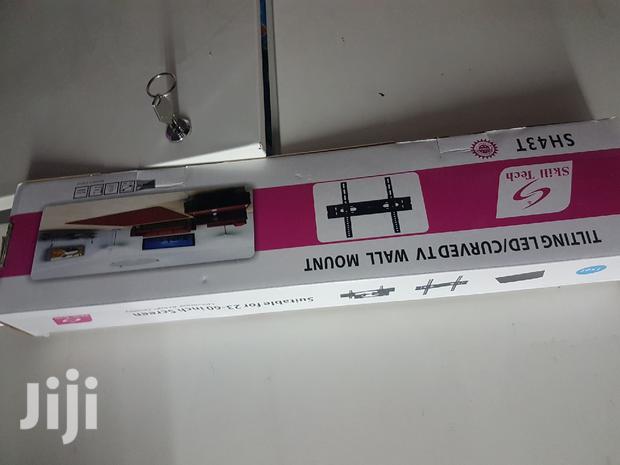 SH43T
Skill Tech
TILTING LED/CURVED TV WALL MOUNT
Suitable for 23-60 inch Screen
Jiji